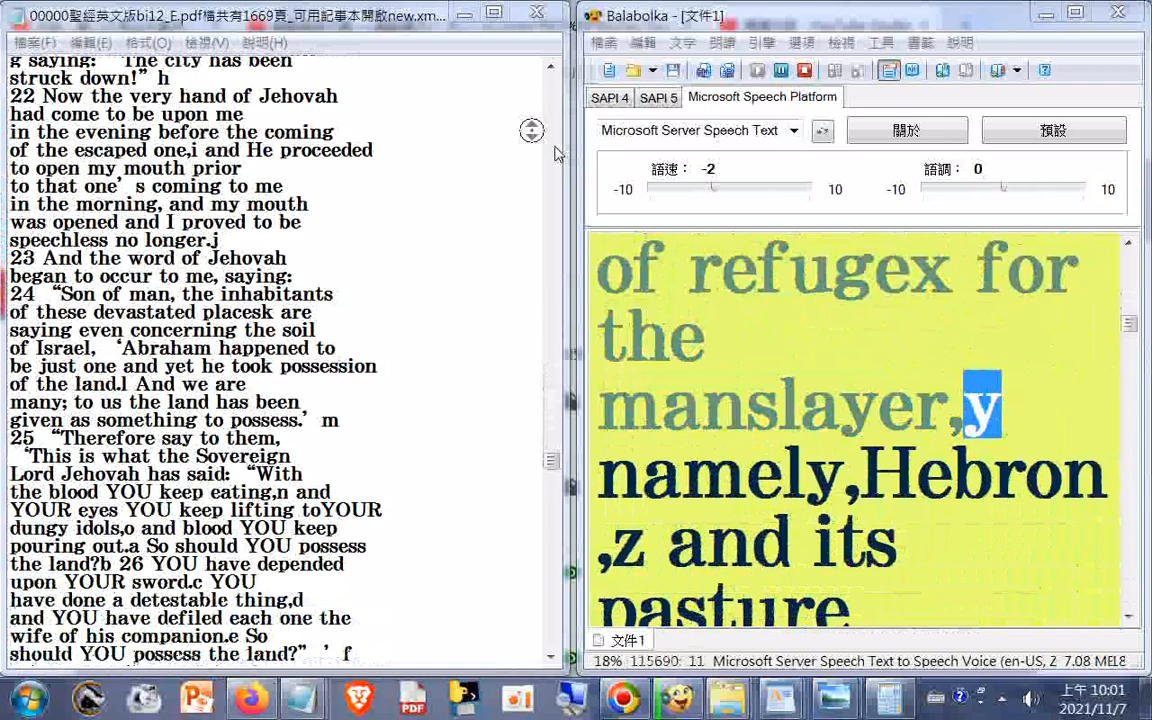 00000聖經英文版bi12_E.pdf檔共有1669頁_可用記事本開啟new.xm...
檔案(F) 編輯(E) 格式(O) 檢視(V) 說明(H)
g saying: “The city has been
struck down!” h
22 Now the very hand of Jehovah
had come to be upon me
in the evening before the coming
of the escaped one,i and He proceeded
to open my mouth prior
to that one’s coming to me
in the morning, and my mouth
was opened and I proved to be
speechless no longer.j
23 And the word of Jehovah
began to occur to me, saying:
24 “Son of man, the inhabitants
of these devastated placesk are
saying even concerning the soil
of Israel, ‘Abraham happened to
be just one and yet he took possession
of the land.l And we are
many; to us the land has been
given as something to possess.’ m
25 “Therefore say to them,
‘This is what the Sovereign
Lord Jehovah has said: “With
the blood YOU keep eating,n and
YOUR eyes YOU keep lifting toYOUR
dungy idols,o and blood YOU keep
pouring out.a So should YOU possess
the land?b 26 YOU have depended
upon YOUR sword.c YOU
have done a detestable thing,d
and YOU have defiled each one the
wife of his companion.e So
should YOU possess the land?” ’ f
Balabolka - [文件1]
檔案 編輯 文字 朗讀 引擎 選項 檢視 工具 書籤 說明
SAPI 4 SAPI 5 Microsoft Speech Platform
Microsoft Server Speech Text 關於 預設
語速： -2 語調： 0
-10 10 -10 10
of refugex for
the
manslayer,y
namely,Hebron
,z and its
pasture
文件1
18% 115690: 11 Microsoft Server Speech Text to Speech Voice (en-US, Z 7.08 MEL8
上午 10:01
2021/11/7